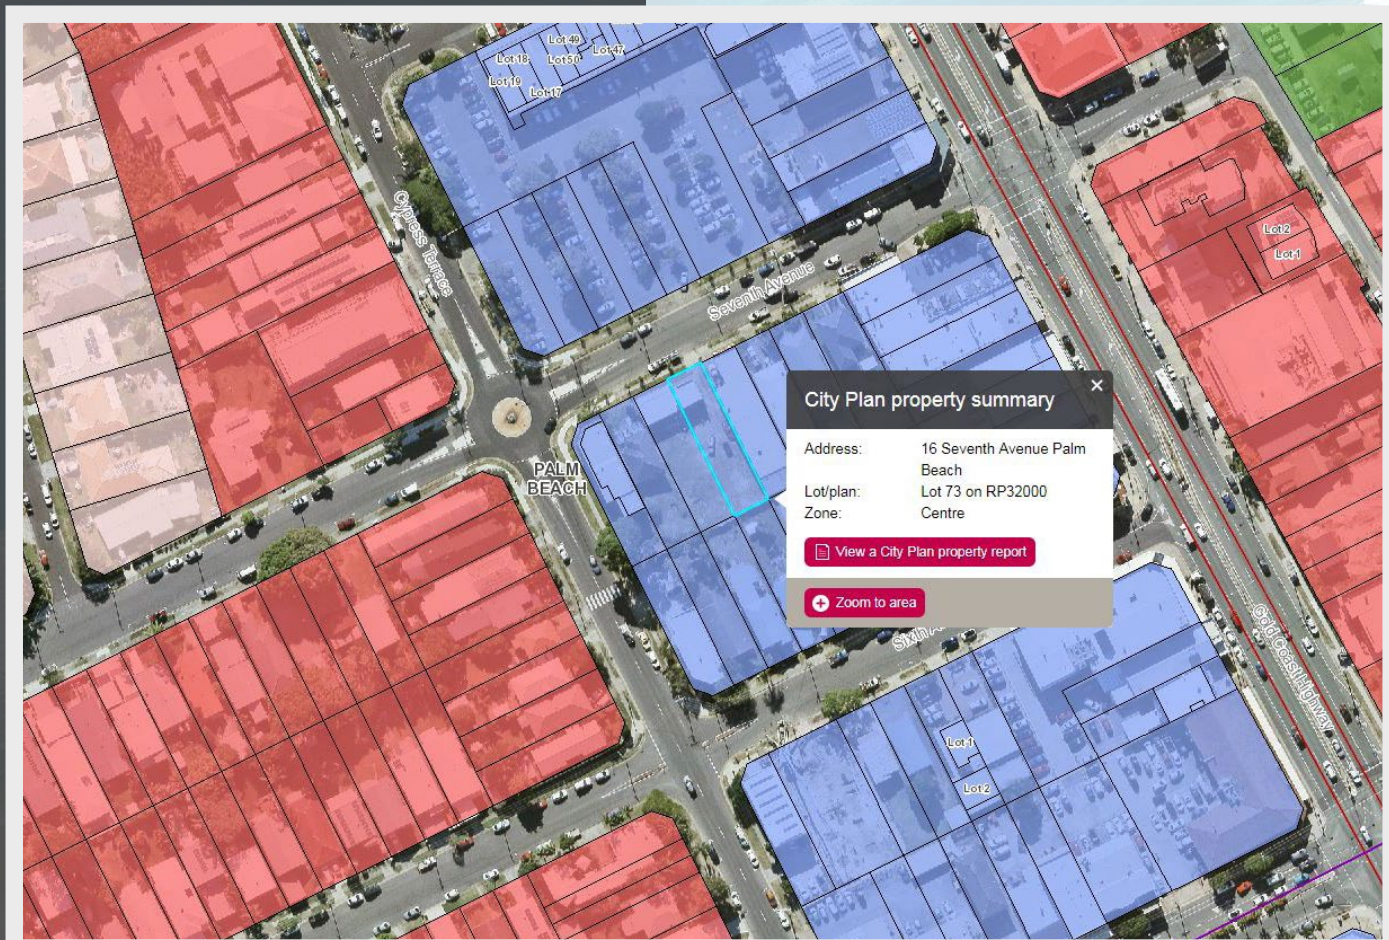 Lot 49
Lot 47
Lot 18
Lot 50
Lot 19
Lot 17
Cypress Terrace
Lot 2
Lot 1
Seventh Avenue
City Plan property summary
Address: 16 Seventh Avenue Palm
Beach
Lot/plan: Lot 73 on RP32000
Zone: Centre
View a City Plan property report
Zoom to area
PALM
BEACH
Sixth A
Gold Coast Highway
Lot 1
Lot 2